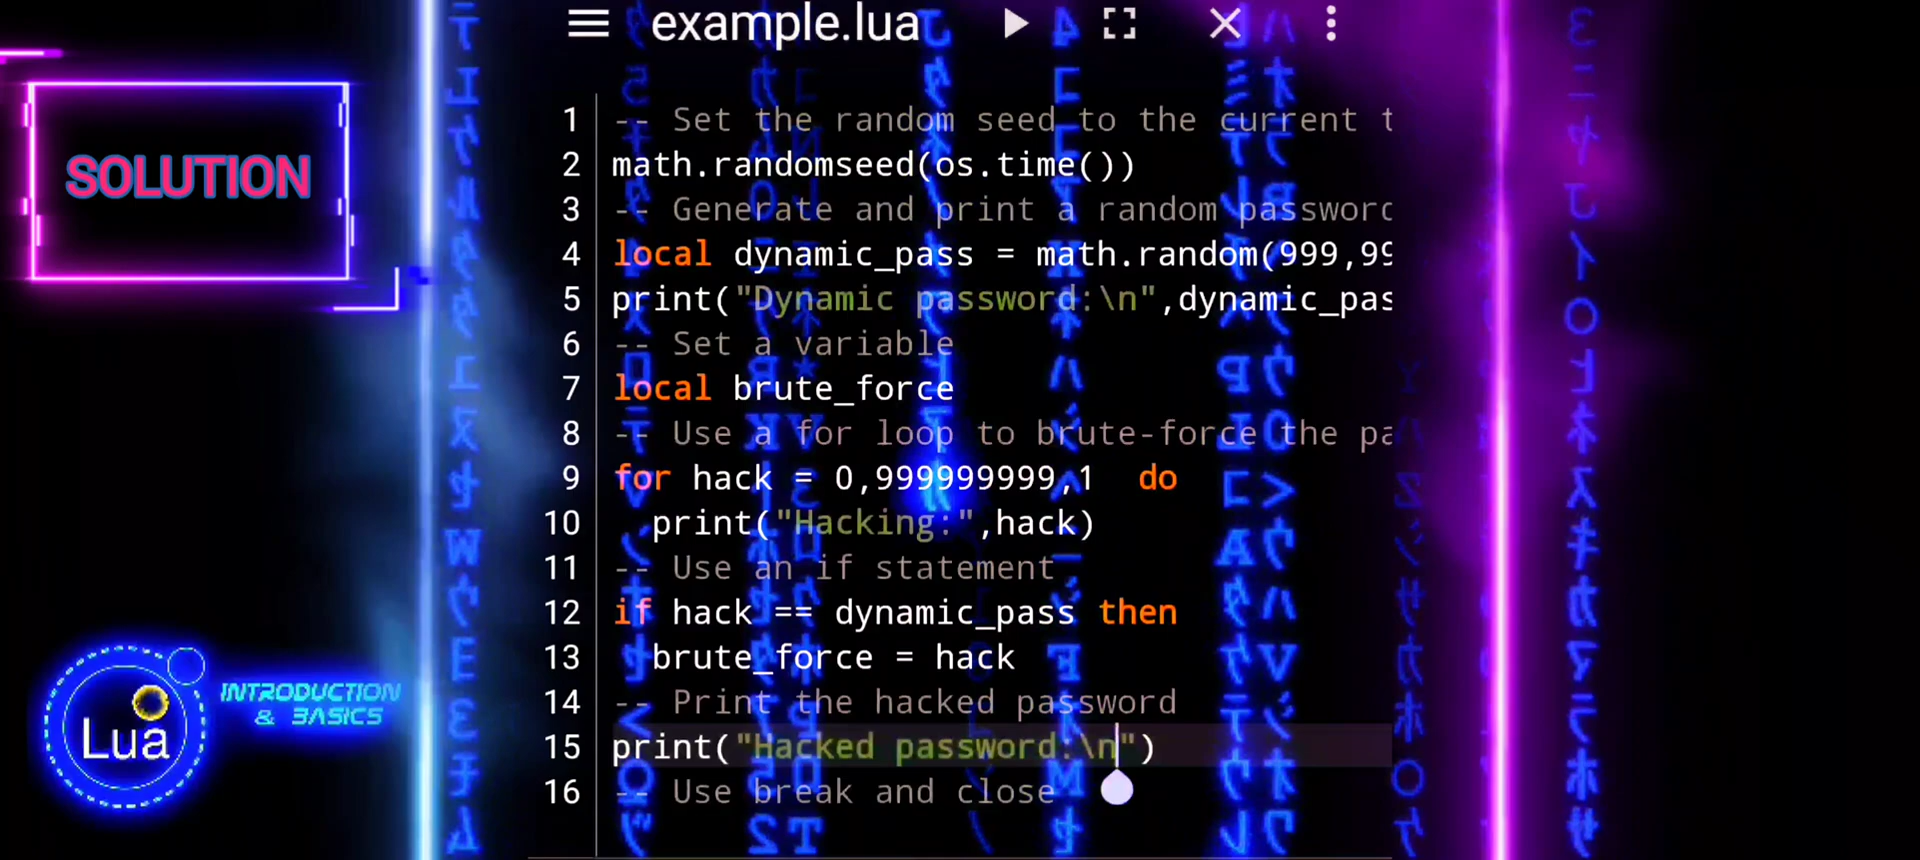 example.lua
SOLUTION
1 -- Set the random seed to the current t
2 math.randomseed(os.time())
3 -- Generate and print a random password
4 local dynamic_pass = math.random(999,99
5 print("Dynamic password:\n",dynamic_pas
6 -- Set a variable
7 local brute_force
8 -- Use a for loop to brute-force the pa
9 for hack = 0,999999999,1 do
10 print("Hacking:",hack)
11 -- Use an if statement
12 if hack == dynamic_pass then
13 brute_force = hack
14 -- Print the hacked password
15 print("Hacked password:\n")
16 -- Use break and close
Lua
INTRODUCTION
& BASICS